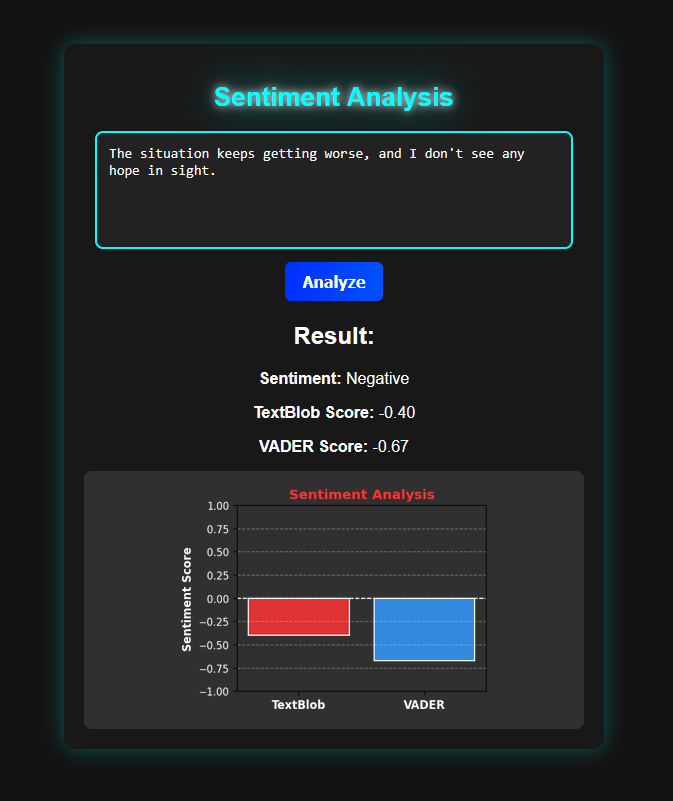 Sentiment Analysis
The situation keeps getting worse, and I don't see any
hope in sight.
Analyze
Result:
Sentiment: Negative
TextBlob Score: -0.40
VADER Score: -0.67
Sentiment Analysis
Sentiment Score
1.00
0.75
0.50
0.25
0.00
−0.25
−0.50
−0.75
−1.00
TextBlob
VADER